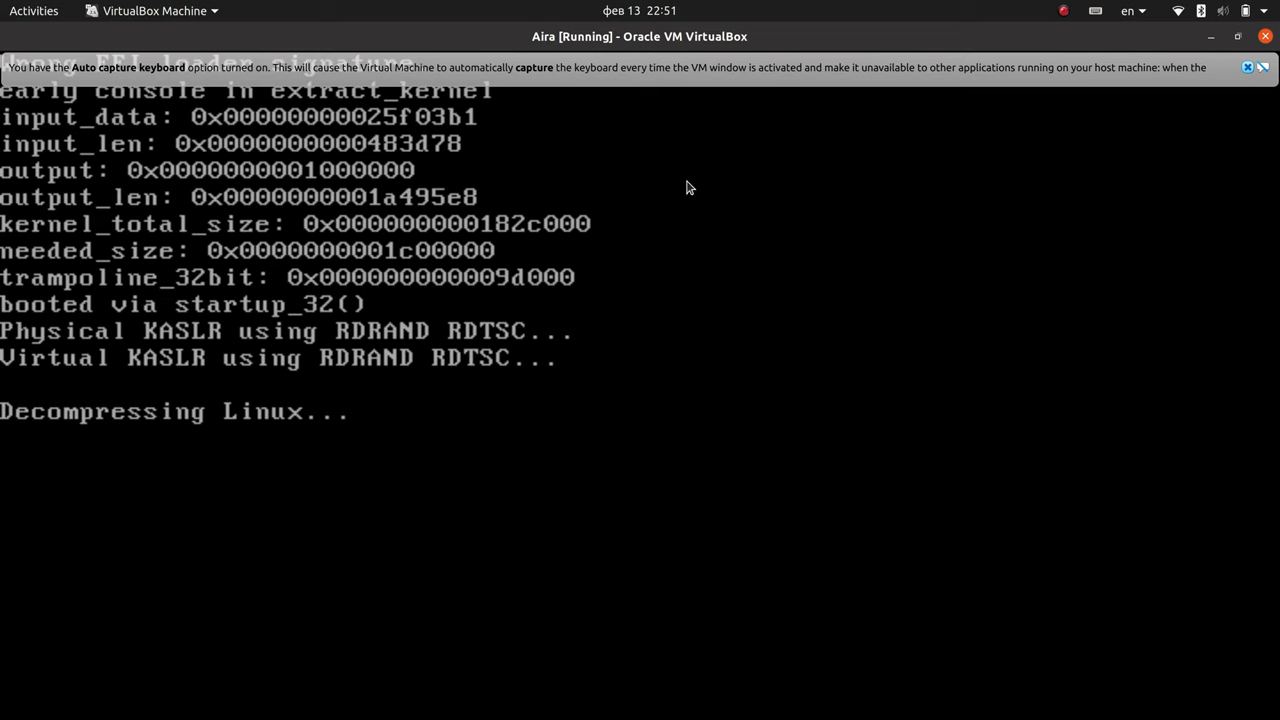 Activities VirtualBox Machine фев 13 22:51 en
Aira [Running] - Oracle VM VirtualBox
Wrong EFI loader signature.
You have the Auto capture keyboard option turned on. This will cause the Virtual Machine to automatically capture the keyboard every time the VM window is activated and make it unavailable to other applications running on your host machine: when the
early console in extract_kernel
input_data: 0x00000000025f03b1
input_len: 0x0000000000483d78
output: 0x0000000001000000
output_len: 0x0000000001a495e8
kernel_total_size: 0x000000000182c000
needed_size: 0x0000000001c00000
trampoline_32bit: 0x000000000009d000
booted via startup_32()
Physical KASLR using RDRAND RDTSC...
Virtual KASLR using RDRAND RDTSC...
Decompressing Linux...